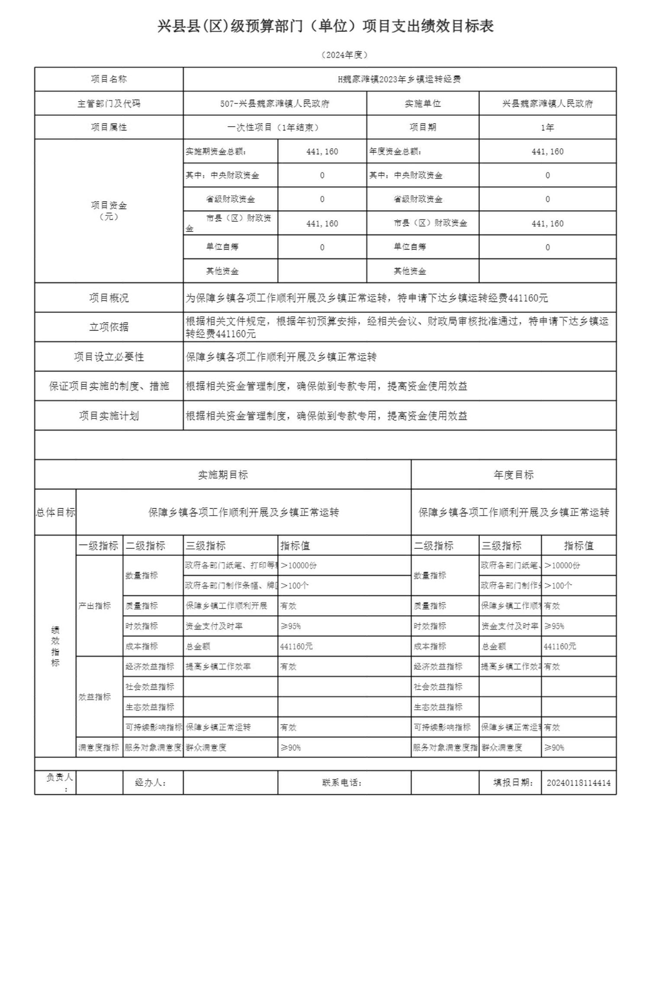 兴县县(区)级预算部门（单位）项目支出绩效目标表
（2024年度）
项目名称 H魏家滩镇2023年乡镇运转经费
主管部门及代码 507-兴县魏家滩镇人民政府 实施单位 兴县魏家滩镇人民政府
项目属性 一次性项目（1年结束） 项目期 1年
项目资金
（元）
实施期资金总额： 441,160 年度资金总额： 441,160
其中：中央财政资金 0 其中：中央财政资金 0
省级财政资金 0 省级财政资金 0
市县（区）财政资
金 441,160 市县（区）财政资金 441,160
单位自筹 0 单位自筹 0
其他资金 其他资金
项目概况 为保障乡镇各项工作顺利开展及乡镇正常运转，特申请下达乡镇运转经费441160元
立项依据 根据相关文件规定，根据年初预算安排，经相关会议、财政局审核批准通过，特申请下达乡镇运
转经费441160元
项目设立必要性 保障乡镇各项工作顺利开展及乡镇正常运转
保证项目实施的制度、措施 根据相关资金管理制度，确保做到专款专用，提高资金使用效益
项目实施计划 根据相关资金管理制度，确保做到专款专用，提高资金使用效益
实施期目标 年度目标
总体目标 保障乡镇各项工作顺利开展及乡镇正常运转 保障乡镇各项工作顺利开展及乡镇正常运转
绩
效
指
标
一级指标 二级指标 三级指标 指标值 二级指标 三级指标 指标值
产出指标 数量指标 政府各部门纸笔、打印等 ＞10000份 数量指标 政府各部门纸笔、 ＞10000份
政府各部门制作条幅、牌 ＞100个 政府各部门制作 ＞100个
质量指标 保障乡镇工作顺利开展 有效 质量指标 保障乡镇工作顺 有效
时效指标 资金支付及时率 ≥95% 时效指标 资金支付及时率 ≥95%
成本指标 总金额 441160元 成本指标 总金额 441160元
效益指标 经济效益指标 提高乡镇工作效率 有效 经济效益指标 提高乡镇工作效 有效
社会效益指标 社会效益指标
生态效益指标 生态效益指标
可持续影响指标 保障乡镇正常运转 有效 可持续影响指标 保障乡镇正常运 有效
满意度指标 服务对象满意度 群众满意度 ≥90% 服务对象满意度指 群众满意度 ≥90%
负责人
： 经办人： 联系电话： 填报日期： 20240118114414